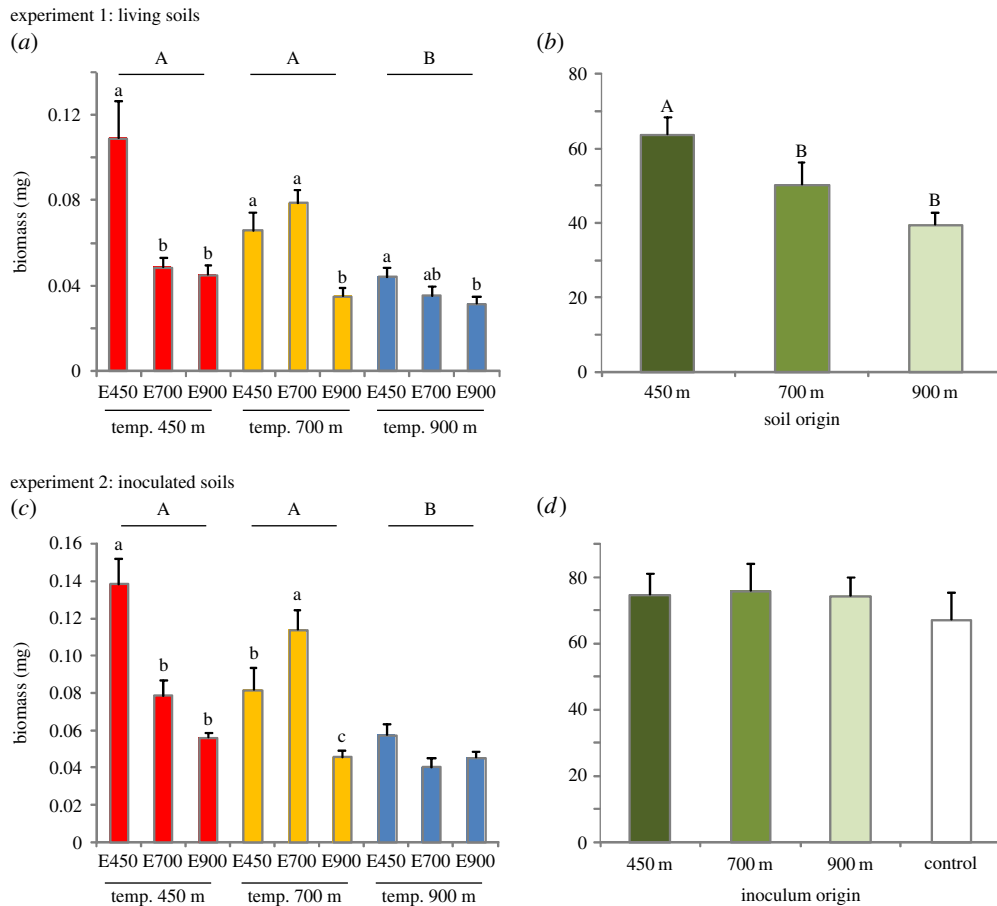 experiment 1: living soils
(a)
A A B
0.12
0.08
0.04
0
biomass (mg)
a b b a a b a ab b
E450 E700 E900 E450 E700 E900 E450 E700 E900
temp. 450 m temp. 700 m temp. 900 m
(b)
80
60
40
20
0
A B B
450 m 700 m 900 m
soil origin
experiment 2: inoculated soils
(c)
A A B
0.16
0.14
0.12
0.10
0.08
0.06
0.04
0.02
0
biomass (mg)
a b b b a c
E450 E700 E900 E450 E700 E900 E450 E700 E900
temp. 450 m temp. 700 m temp. 900 m
(d)
80
60
40
20
0
450 m 700 m 900 m control
inoculum origin